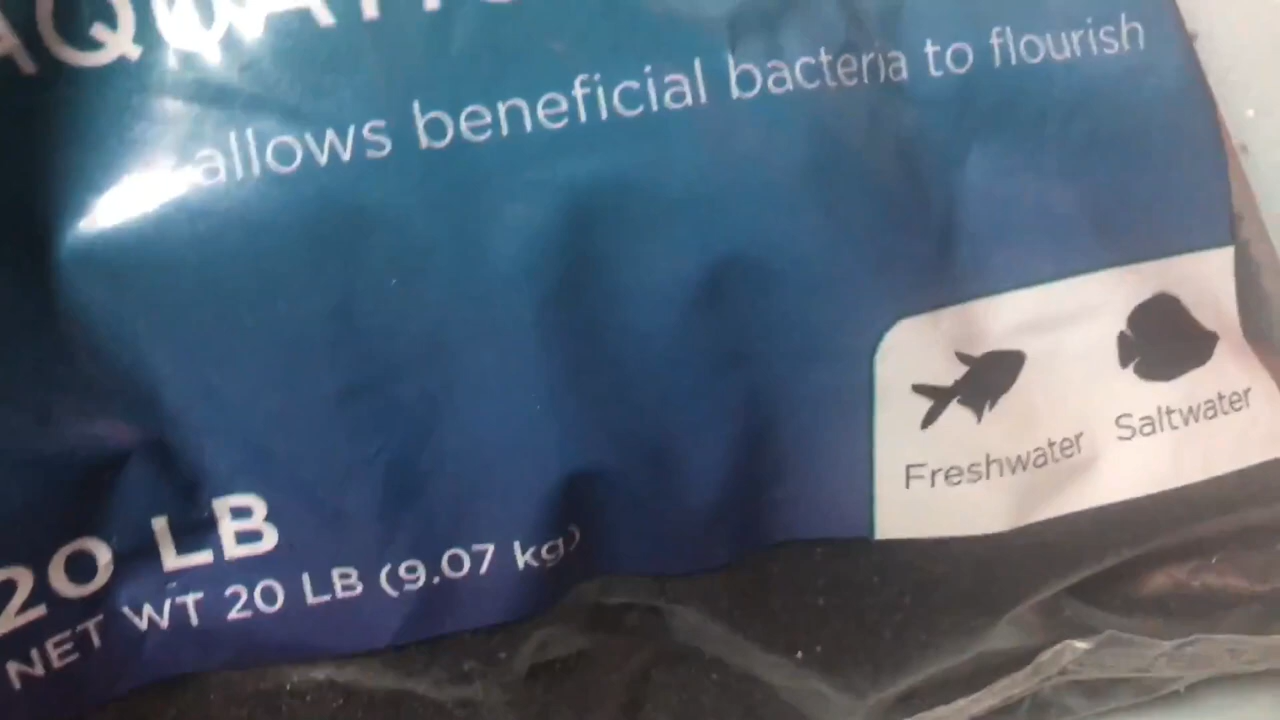 allows beneficial bacteria to flourish
Freshwater
Saltwater
20 LB
NET WT 20 LB (9.07 kg)